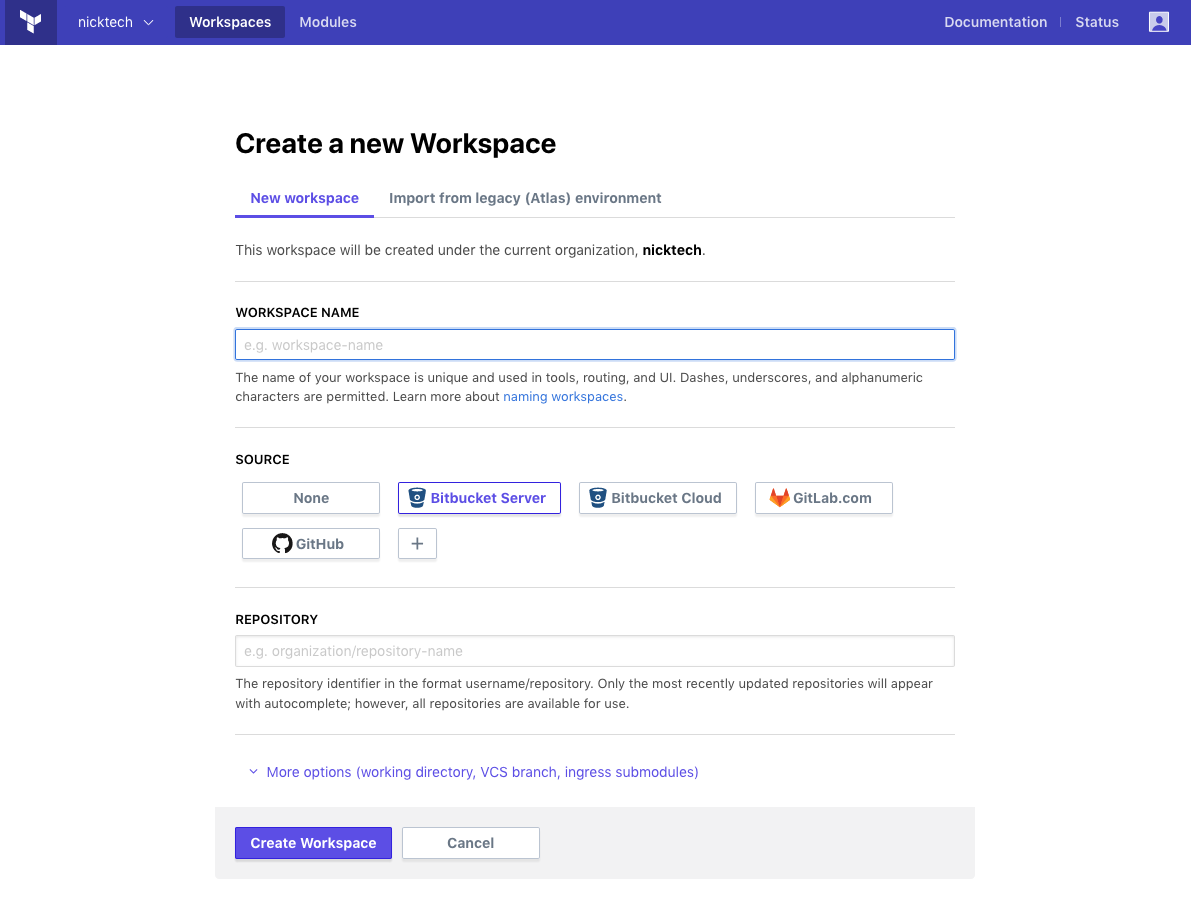 nicktech
Workspaces
Modules
Documentation
Status
Create a new Workspace
New workspace
Import from legacy (Atlas) environment
This workspace will be created under the current organization, nicktech.
WORKSPACE NAME
e.g. workspace-name
The name of your workspace is unique and used in tools, routing, and UI. Dashes, underscores, and alphanumeric
characters are permitted. Learn more about naming workspaces.
SOURCE
None
Bitbucket Server
Bitbucket Cloud
GitLab.com
GitHub
+
REPOSITORY
e.g. organization/repository-name
The repository identifier in the format username/repository. Only the most recently updated repositories will appear
with autocomplete; however, all repositories are available for use.
More options (working directory, VCS branch, ingress submodules)
Create Workspace
Cancel